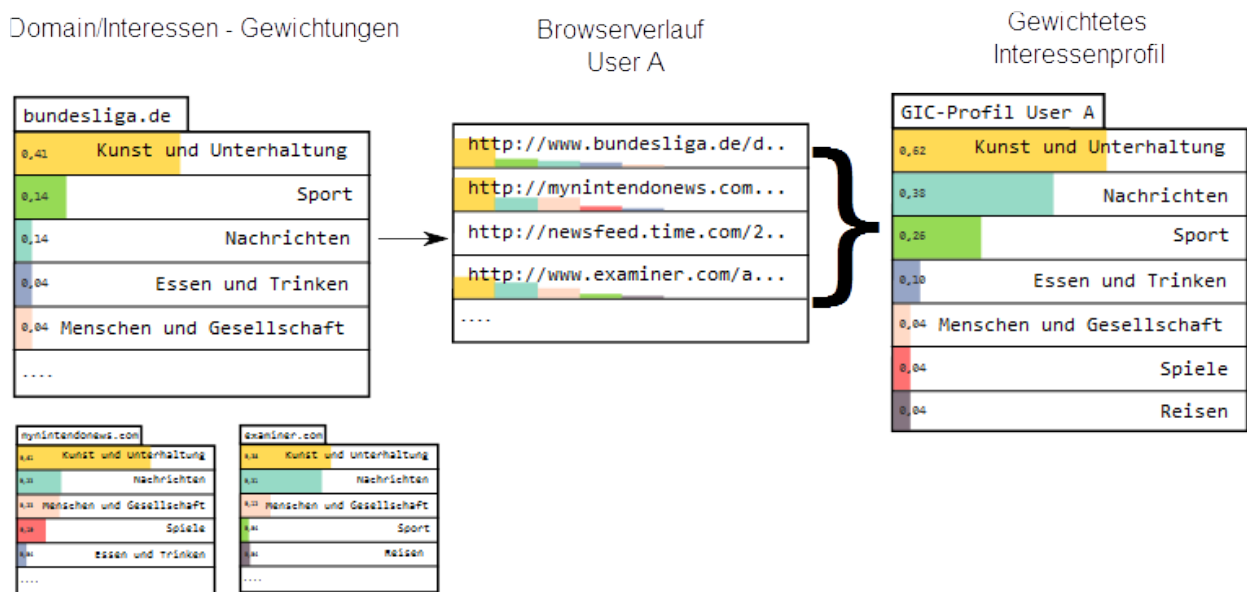 Domain/Interessen - Gewichtungen
Browserverlauf
User A
Gewichtetes
Interessenprofil
bundesliga.de
0,41 Kunst und Unterhaltung
0,14 Sport
0,14 Nachrichten
0,04 Essen und Trinken
0,04 Menschen und Gesellschaft
....
http://www.bundesliga.de/d..
http://mynintendonews.com...
http://newsfeed.time.com/2..
http://www.examiner.com/a...
....
GIC-Profil User A
0,62 Kunst und Unterhaltung
0,38 Nachrichten
0,26 Sport
0,10 Essen und Trinken
0,04 Menschen und Gesellschaft
0,04 Spiele
0,04 Reisen
mynintendonews.com
Kunst und Unterhaltung
Nachrichten
Menschen und Gesellschaft
Spiele
Essen und Trinken
....
examiner.com
Kunst und Unterhaltung
Nachrichten
Menschen und Gesellschaft
Sport
Reisen
....